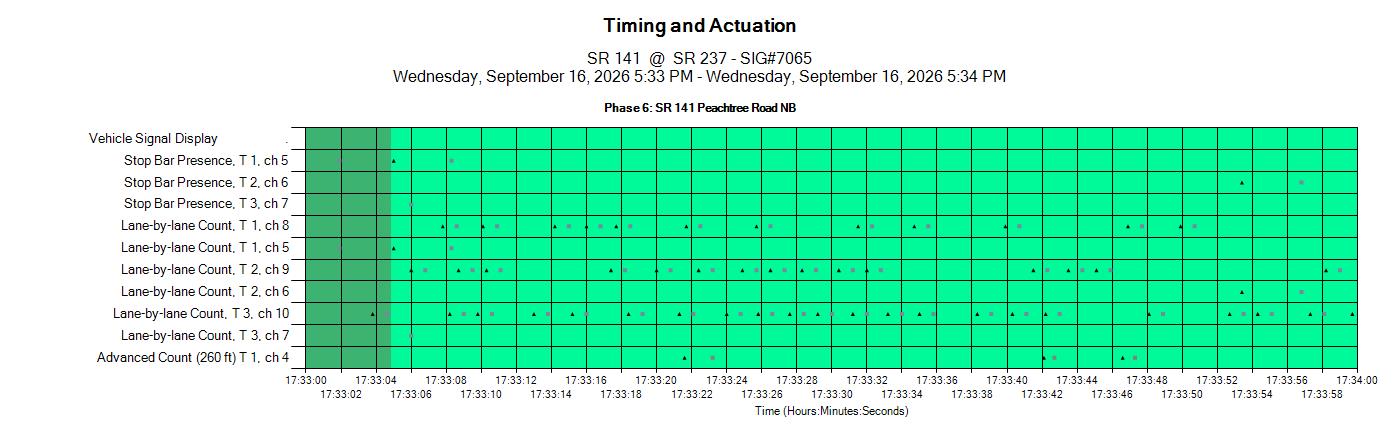 Timing and Actuation
SR 141 @ SR 237 - SIG#7065
Wednesday, September 16, 2026 5:33 PM - Wednesday, September 16, 2026 5:34 PM
Phase 6: SR 141 Peachtree Road NB
Vehicle Signal Display .
Stop Bar Presence, T 1, ch 5
Stop Bar Presence, T 2, ch 6
Stop Bar Presence, T 3, ch 7
Lane-by-lane Count, T 1, ch 8
Lane-by-lane Count, T 1, ch 5
Lane-by-lane Count, T 2, ch 9
Lane-by-lane Count, T 2, ch 6
Lane-by-lane Count, T 3, ch 10
Lane-by-lane Count, T 3, ch 7
Advanced Count (260 ft) T 1, ch 4
17:33:00 17:33:04 17:33:08 17:33:12 17:33:16 17:33:20 17:33:24 17:33:28 17:33:32 17:33:36 17:33:40 17:33:44 17:33:48 17:33:52 17:33:56 17:34:00
17:33:02 17:33:06 17:33:10 17:33:14 17:33:18 17:33:22 17:33:26 17:33:30 17:33:34 17:33:38 17:33:42 17:33:46 17:33:50 17:33:54 17:33:58
Time (Hours:Minutes:Seconds)